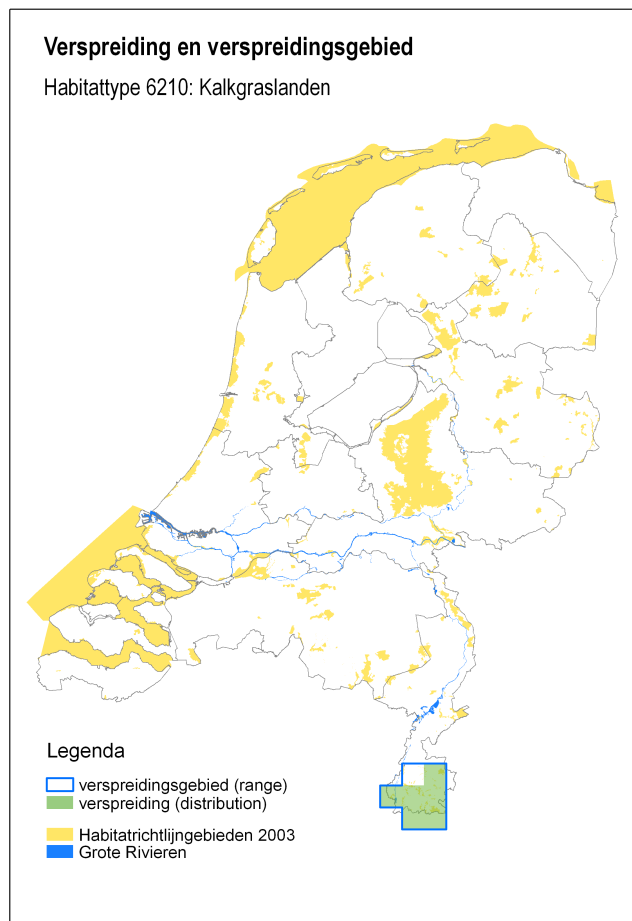 Verspreiding en verspreidingsgebied
Habitattype 6210: Kalkgraslanden
Legenda
verspreidingsgebied (range)
verspreiding (distribution)
Habitatrichtlijngebieden 2003
Grote Rivieren